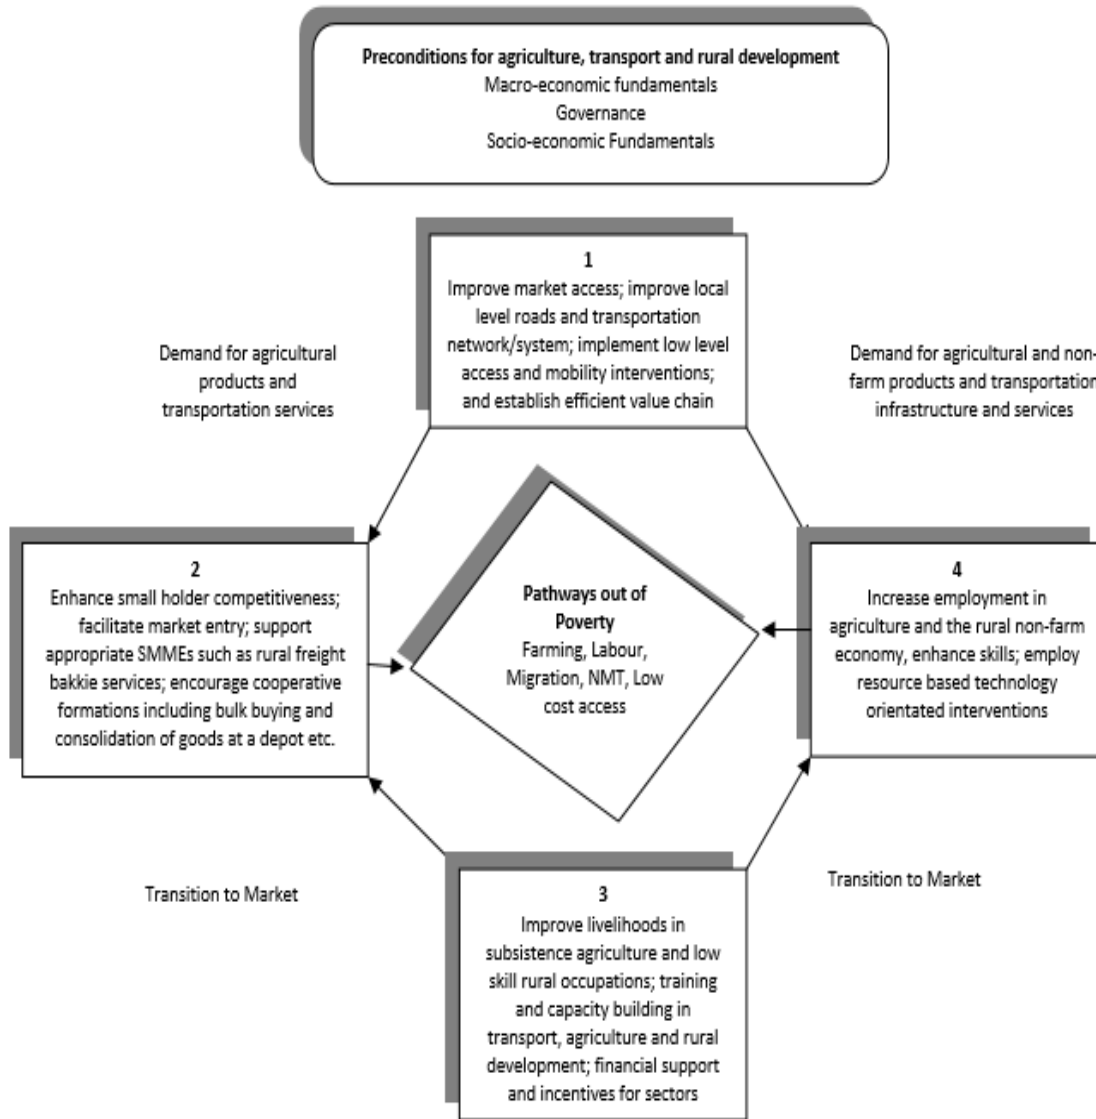 Preconditions for agriculture, transport and rural development
Macro-economic fundamentals
Governance
Socio-economic Fundamentals
1
Improve market access; improve local
level roads and transportation
network/system; implement low level
access and mobility interventions;
and establish efficient value chain
Demand for agricultural
products and
transportation services
Demand for agricultural and non-
farm products and transportation
infrastructure and services
2
Enhance small holder competitiveness;
facilitate market entry; support
appropriate SMMEs such as rural freight
bakkie services; encourage cooperative
formations including bulk buying and
consolidation of goods at a depot etc.
Pathways out of
Poverty
Farming, Labour,
Migration, NMT, Low
cost access
4
Increase employment in
agriculture and the rural non-farm
economy, enhance skills; employ
resource based technology
orientated interventions
Transition to Market
Transition to Market
3
Improve livelihoods in
subsistence agriculture and low
skill rural occupations; training
and capacity building in
transport, agriculture and rural
development; financial support
and incentives for sectors